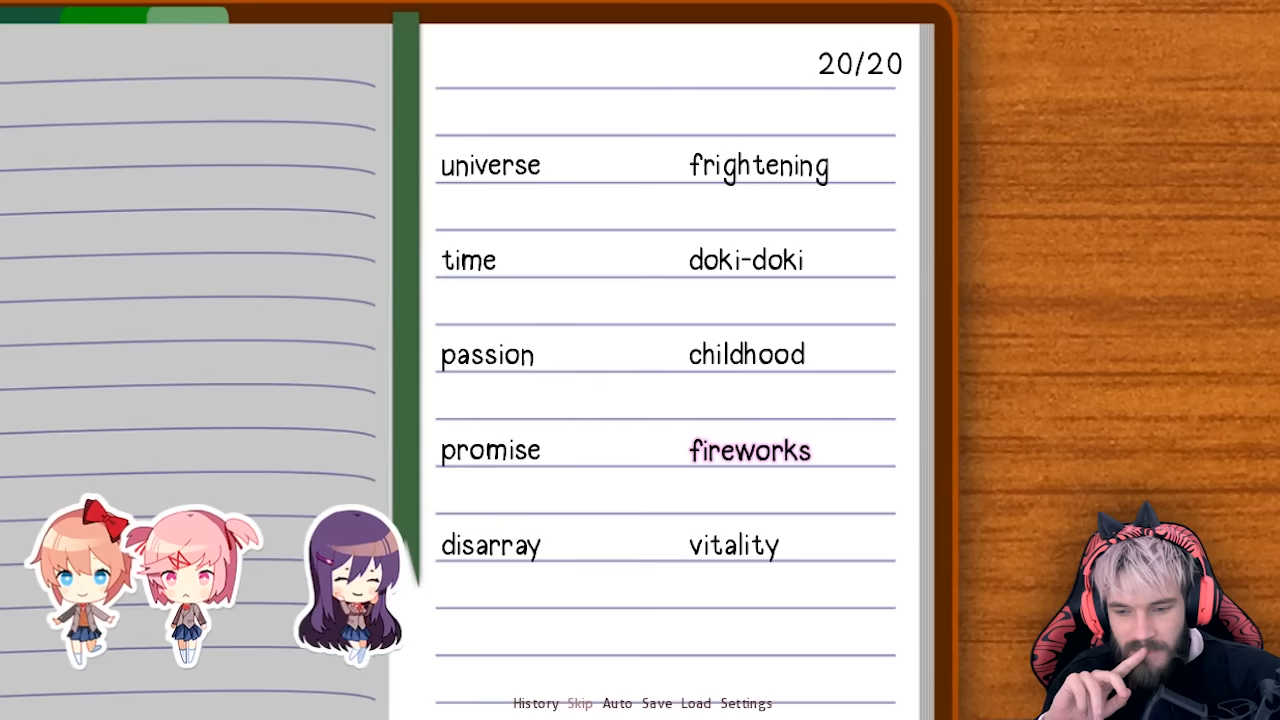 20/20
universe frightening
time doki-doki
passion childhood
promise fireworks
disarray vitality
History Skip Auto Save Load Settings